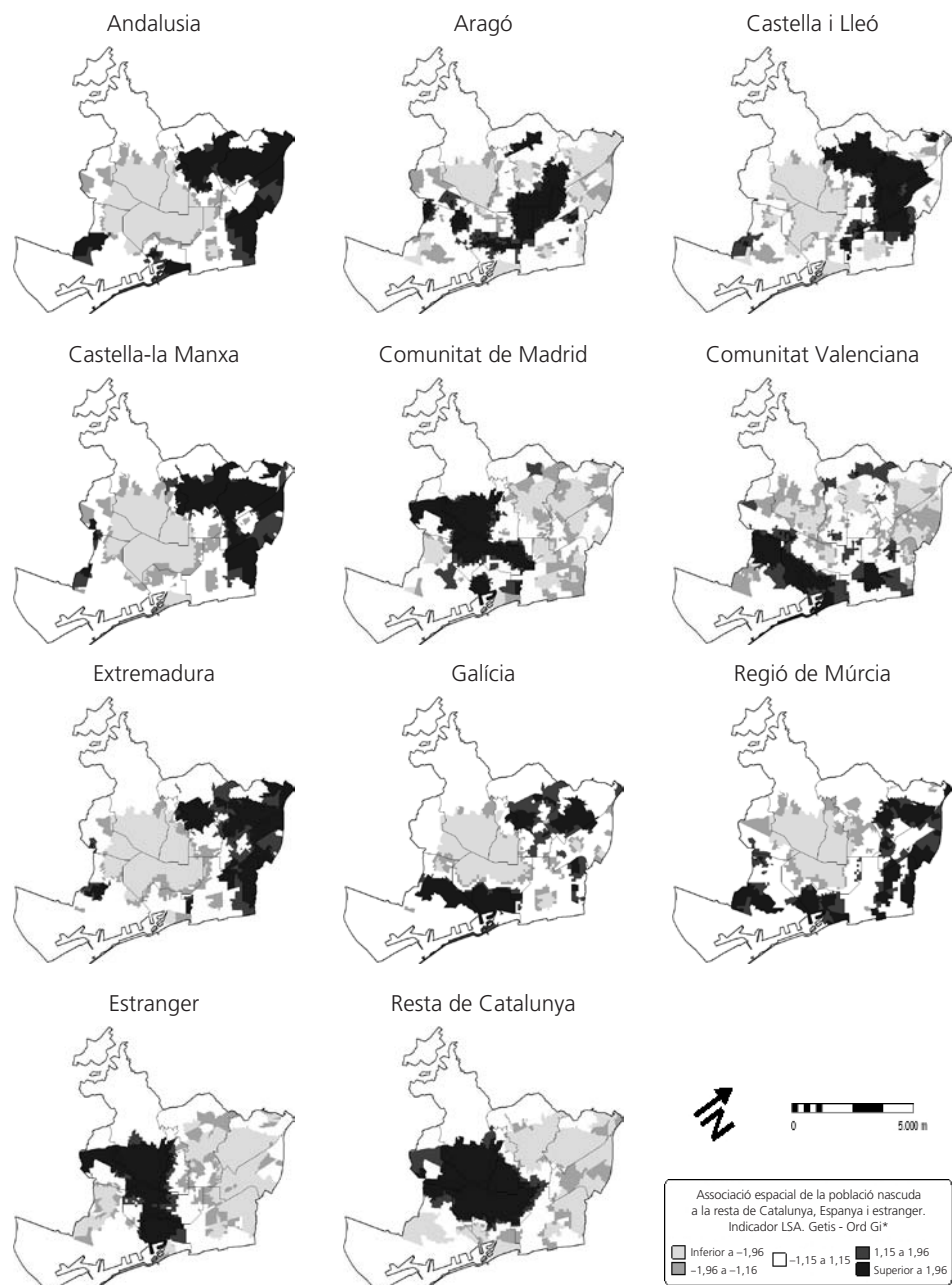 Andalusia
Aragó
Castella i Lleó
Castella-la Manxa
Comunitat de Madrid
Comunitat Valenciana
Extremadura
Galícia
Regió de Múrcia
Estranger
Resta de Catalunya
N
0
5.000 m
Associació espacial de la població nascuda
a la resta de Catalunya, Espanya i estranger.
Indicador LSA. Getis - Ord Gi*
Inferior a –1,96
–1,15 a 1,15
1,15 a 1,96
–1,96 a –1,16
Superior a 1,96